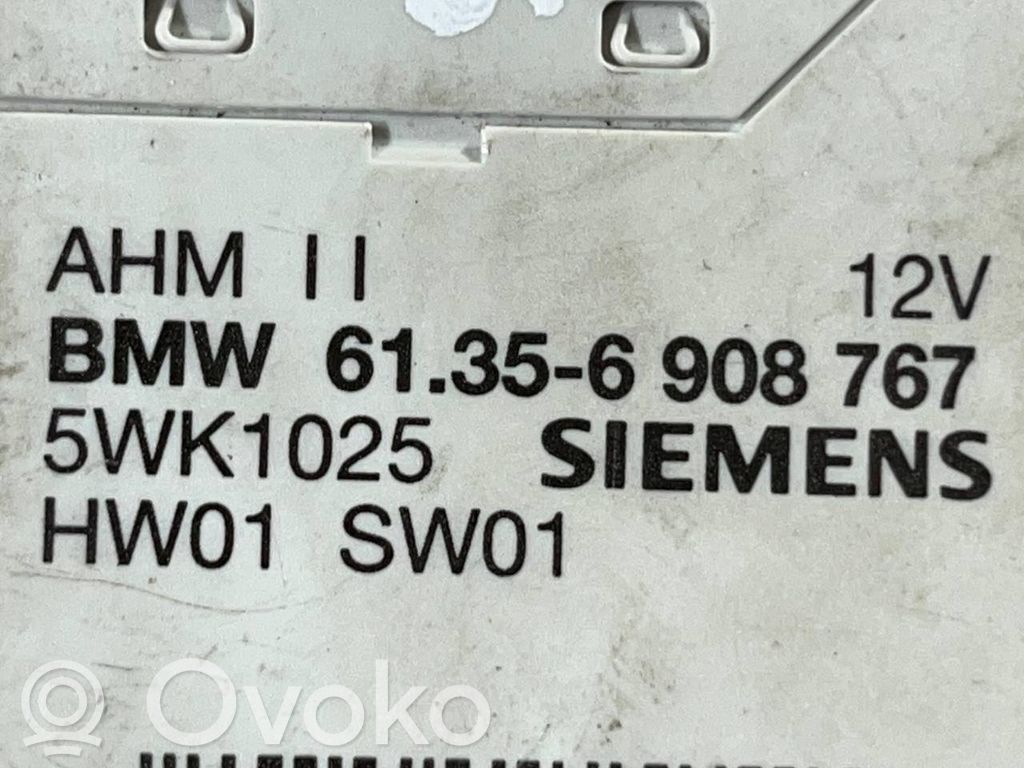 AHM II 12V
BMW 61.35-6 908 767
5WK1025 SIEMENS
HW01 SW01
Ovoko